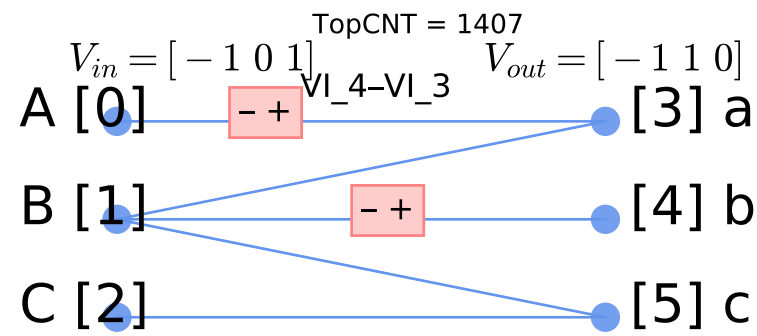 TopCNT = 1407
V_in = [ − 1 0 1] V_out = [ − 1 1 0]
VI_4–VI_3
A [0] – + [3] a
B [1] – + [4] b
C [2] [5] c